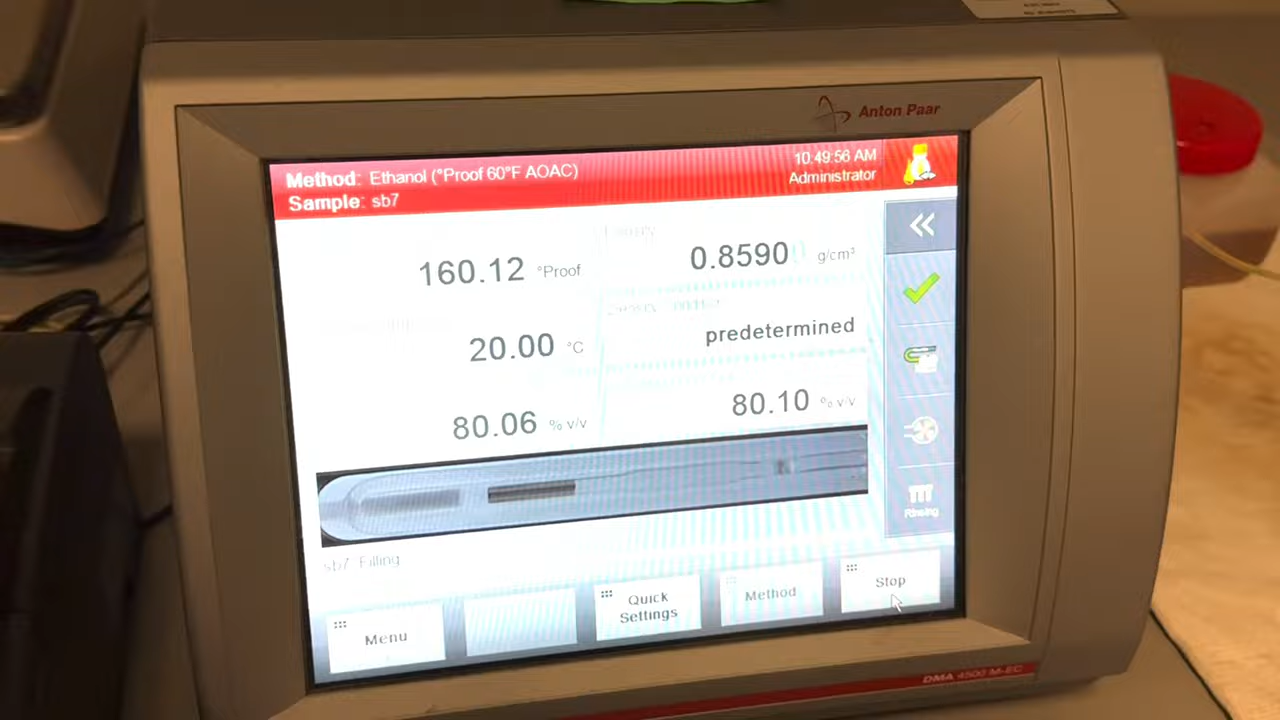 Anton Paar
Method: Ethanol (°Proof 60°F AOAC)
Sample: sb7
10:49:56 AM
Administrator
160.12 °Proof
0.8590 g/cm³
20.00 °C
predetermined
80.06 % v/v
80.10 % v/v
sb7 Filling
Rinsing
Menu
Quick
Settings
Method
Stop
DMA 4500 M-EC